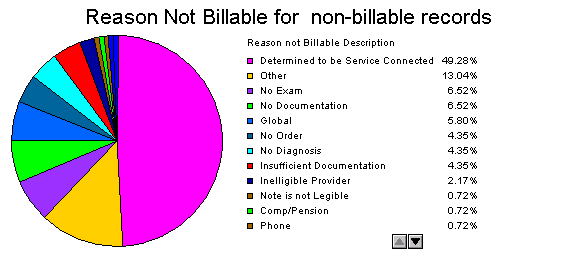 Reason Not Billable for non-billable records
Reason not Billable Description
Determined to be Service Connected 49.28%
Other 13.04%
No Exam 6.52%
No Documentation 6.52%
Global 5.80%
No Order 4.35%
No Diagnosis 4.35%
Insufficient Documentation 4.35%
Inelligible Provider 2.17%
Note is not Legible 0.72%
Comp/Pension 0.72%
Phone 0.72%